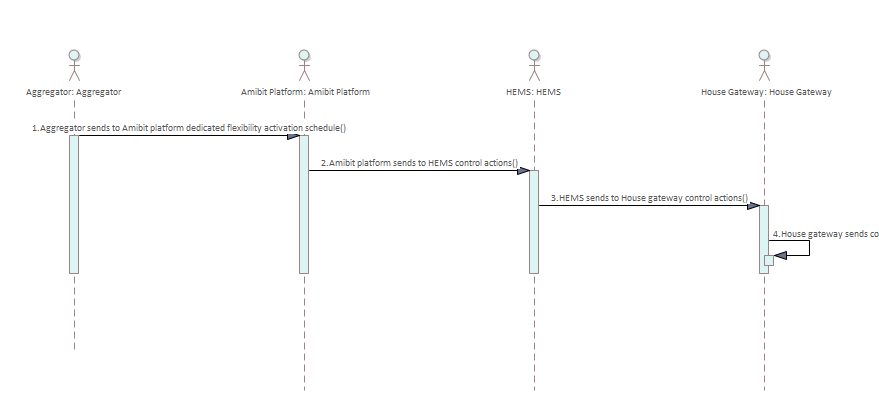 Aggregator: Aggregator
Amibit Platform: Amibit Platform
HEMS: HEMS
House Gateway: House Gateway
1.Aggregator sends to Amibit platform dedicated flexibility activation schedule()
2.Amibit platform sends to HEMS control actions()
3.HEMS sends to House gateway control actions()
4.House gateway sends co